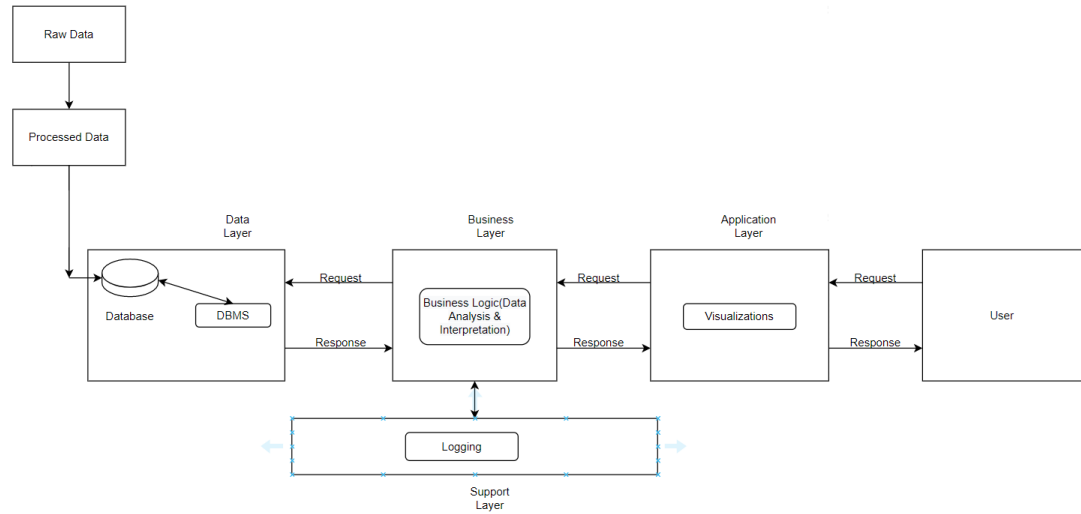 Raw Data
Processed Data
Data
Layer
Business
Layer
Application
Layer
Request
Request
Request
Database
DBMS
Business Logic(Data
Analysis &
Interpretation)
Visualizations
User
Response
Response
Response
Logging
Support
Layer